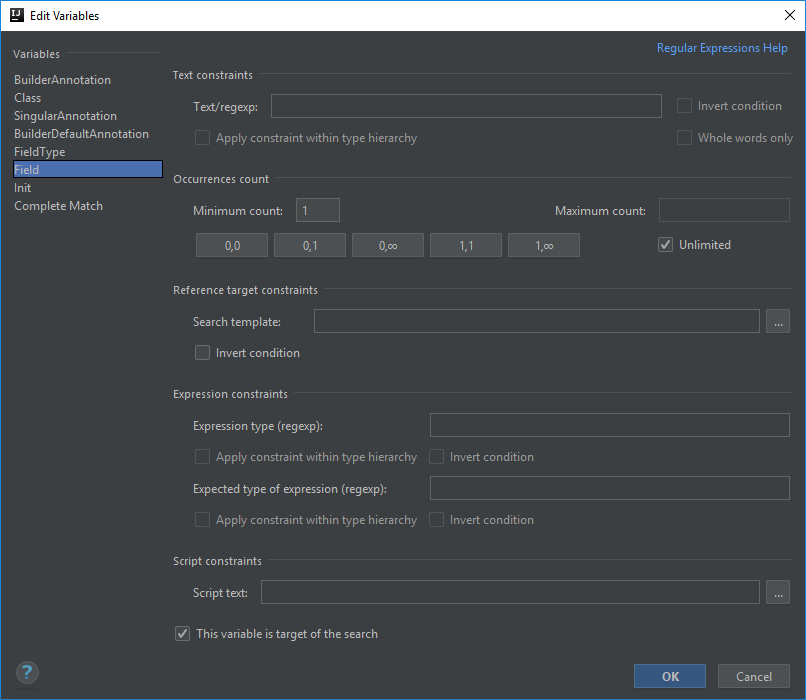 Edit Variables
Variables
BuilderAnnotation
Class
SingularAnnotation
BuilderDefaultAnnotation
FieldType
Field
Init
Complete Match
Regular Expressions Help
Text constraints
Text/regexp:
Invert condition
Apply constraint within type hierarchy
Whole words only
Occurrences count
Minimum count: 1
Maximum count:
0,0 0,1 0,∞ 1,1 1,∞
Unlimited
Reference target constraints
Search template:
...
Invert condition
Expression constraints
Expression type (regexp):
Apply constraint within type hierarchy
Invert condition
Expected type of expression (regexp):
Apply constraint within type hierarchy
Invert condition
Script constraints
Script text:
...
This variable is target of the search
?
OK
Cancel